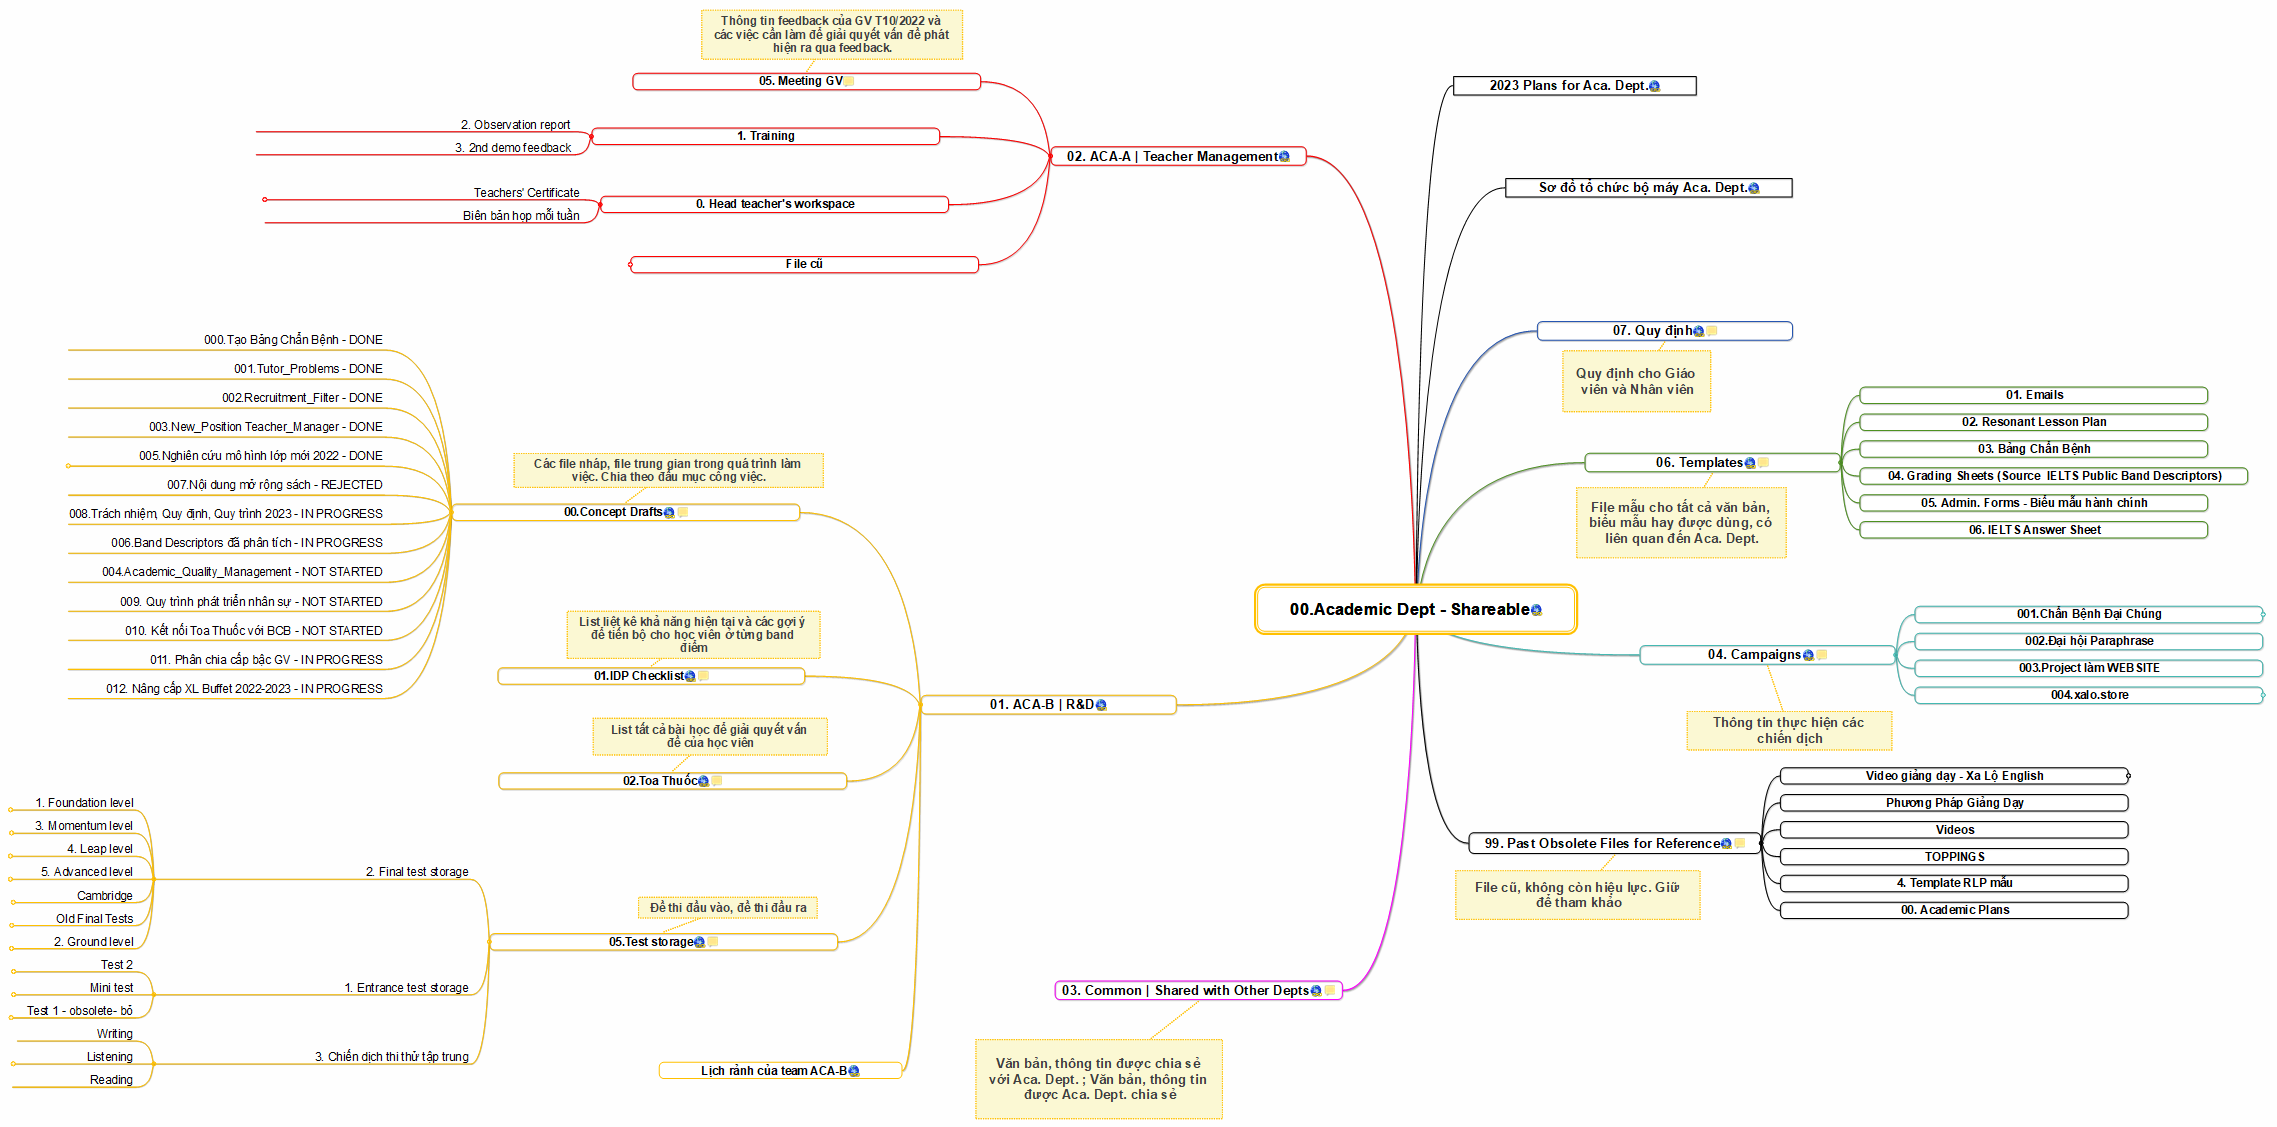 Thông tin feedback của GV T10/2022 và
các việc cần làm để giải quyết vấn đề phát
hiện ra qua feedback.
05. Meeting GV
2. Observation report
3. 2nd demo feedback
1. Training
02. ACA-A | Teacher Management
Teachers' Certificate
Biên bản họp mỗi tuần
0. Head teacher's workspace
File cũ
2023 Plans for Aca. Dept.
Sơ đồ tổ chức bộ máy Aca. Dept.
07. Quy định
Quy định cho Giáo
viên và Nhân viên
06. Templates
File mẫu cho tất cả văn bản,
biểu mẫu hay được dùng, có
liên quan đến Aca. Dept.
01. Emails
02. Resonant Lesson Plan
03. Bảng Chẩn Bệnh
04. Grading Sheets (Source IELTS Public Band Descriptors)
05. Admin. Forms - Biểu mẫu hành chính
06. IELTS Answer Sheet
00.Academic Dept - Shareable
04. Campaigns
Thông tin thực hiện các
chiến dịch
001.Chẩn Bệnh Đại Chúng
002.Đại hội Paraphrase
003.Project làm WEBSITE
004.xalo.store
99. Past Obsolete Files for Reference
File cũ, không còn hiệu lực. Giữ
để tham khảo
Video giảng dạy - Xa Lộ English
Phương Pháp Giảng Dạy
Videos
TOPPINGS
4. Template RLP mẫu
00. Academic Plans
03. Common | Shared with Other Depts
Văn bản, thông tin được chia sẻ
với Aca. Dept. ; Văn bản, thông tin
được Aca. Dept. chia sẻ
01. ACA-B | R&D
000.Tạo Bảng Chẩn Bệnh - DONE
001.Tutor_Problems - DONE
002.Recruitment_Filter - DONE
003.New_Position Teacher_Manager - DONE
005.Nghiên cứu mô hình lớp mới 2022 - DONE
007.Nội dung mở rộng sách - REJECTED
008.Trách nhiệm, Quy định, Quy trình 2023 - IN PROGRESS
006.Band Descriptors đã phân tích - IN PROGRESS
004.Academic_Quality_Management - NOT STARTED
009. Quy trình phát triển nhân sự - NOT STARTED
010. Kết nối Toa Thuốc với BCB - NOT STARTED
011. Phân chia cấp bậc GV - IN PROGRESS
012. Nâng cấp XL Buffet 2022-2023 - IN PROGRESS
Các file nháp, file trung gian trong quá trình làm
việc. Chia theo đầu mục công việc.
00.Concept Drafts
List liệt kê khả năng hiện tại và các gợi ý
để tiến bộ cho học viên ở từng band
điểm
01.IDP Checklist
List tất cả bài học để giải quyết vấn
đề của học viên
02.Toa Thuốc
1. Foundation level
3. Momentum level
4. Leap level
5. Advanced level
Cambridge
Old Final Tests
2. Ground level
2. Final test storage
Test 2
Mini test
Test 1 - obsolete- bỏ
1. Entrance test storage
Writing
Listening
Reading
3. Chiến dịch thi thử tập trung
Đề thi đầu vào, đề thi đầu ra
05.Test storage
Lịch rảnh của team ACA-B